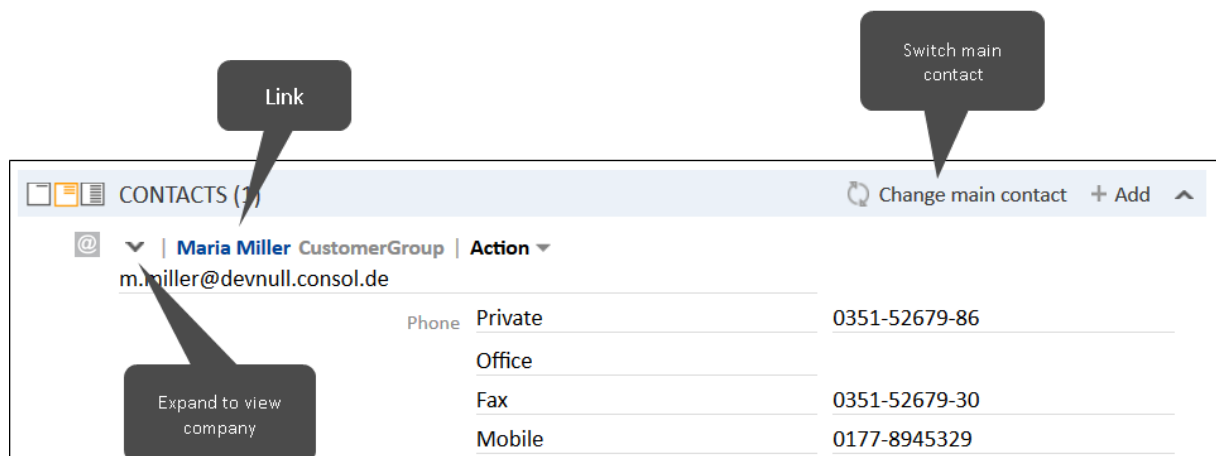 Switch main
contact
Link
CONTACTS (1) Change main contact + Add
@ | Maria Miller CustomerGroup | Action
m.miller@devnull.consol.de
Phone Private 0351-52679-86
Office
Fax 0351-52679-30
Mobile 0177-8945329
Expand to view
company